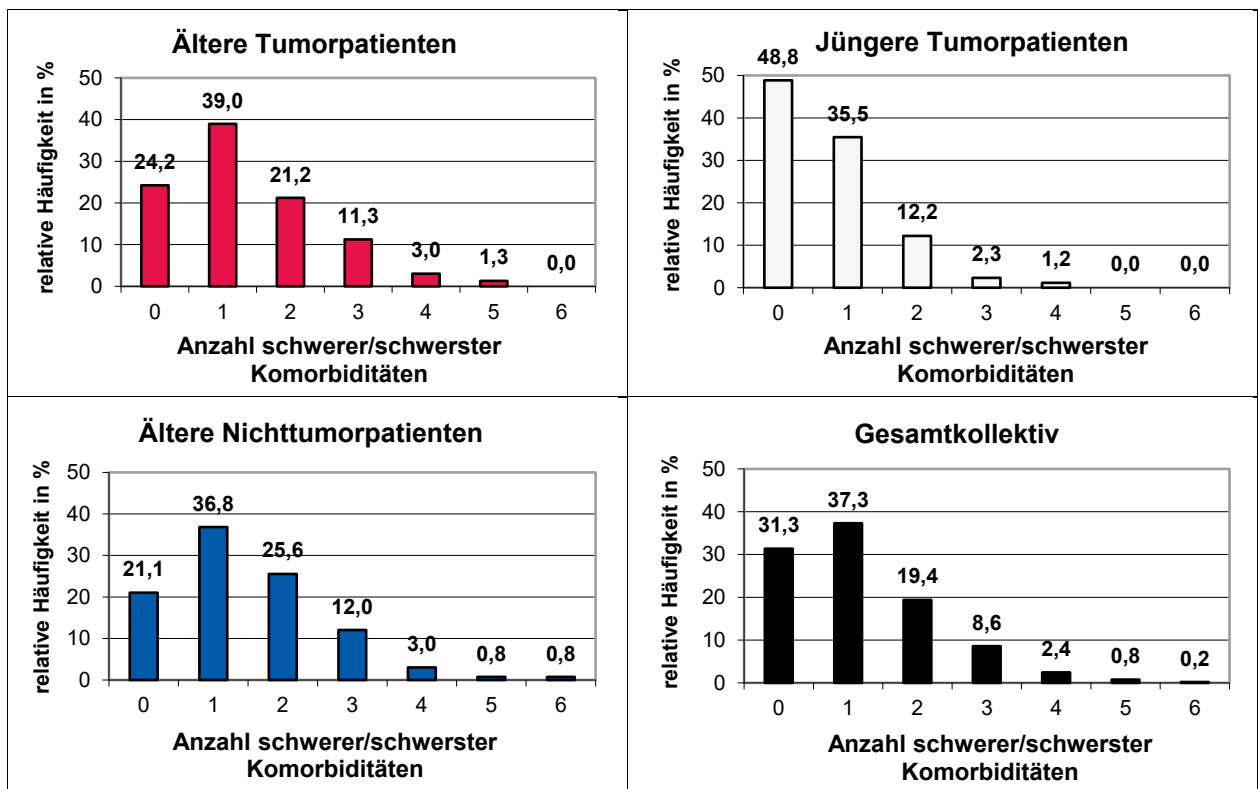 Ältere Tumorpatienten
relative Häufigkeit in %
50
40
30
20
10
0
24,2
39,0
21,2
11,3
3,0
1,3
0,0
0 1 2 3 4 5 6
Anzahl schwerer/schwerster
Komorbiditäten
Jüngere Tumorpatienten
relative Häufigkeit in %
50
40
30
20
10
0
48,8
35,5
12,2
2,3
1,2
0,0
0,0
0 1 2 3 4 5 6
Anzahl schwerer/schwerster
Komorbiditäten
Ältere Nichttumorpatienten
relative Häufigkeit in %
50
40
30
20
10
0
21,1
36,8
25,6
12,0
3,0
0,8
0,8
0 1 2 3 4 5 6
Anzahl schwerer/schwerster
Komorbiditäten
Gesamtkollektiv
relative Häufigkeit in %
50
40
30
20
10
0
31,3
37,3
19,4
8,6
2,4
0,8
0,2
0 1 2 3 4 5 6
Anzahl schwerer/schwerster
Komorbiditäten